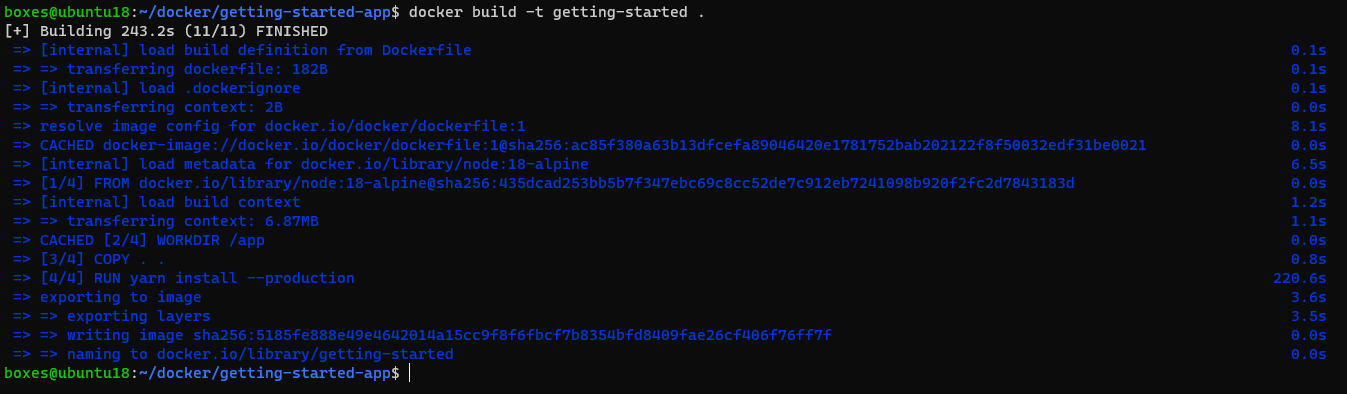 boxes@ubuntu18:~/docker/getting-started-app$ docker build -t getting-started .
[+] Building 243.2s (11/11) FINISHED
=> [internal] load build definition from Dockerfile 0.1s
=> => transferring dockerfile: 182B 0.1s
=> [internal] load .dockerignore 0.1s
=> => transferring context: 2B 0.0s
=> resolve image config for docker.io/docker/dockerfile:1 8.1s
=> CACHED docker-image://docker.io/docker/dockerfile:1@sha256:ac85f380a63b13dfcefa89046420e1781752bab202122f8f50032edf31be0021 0.0s
=> [internal] load metadata for docker.io/library/node:18-alpine 6.5s
=> [1/4] FROM docker.io/library/node:18-alpine@sha256:435dcad253bb5b7f347ebc69c8cc52de7c912eb7241098b920f2fc2d7843183d 0.0s
=> [internal] load build context 1.2s
=> => transferring context: 6.87MB 1.1s
=> CACHED [2/4] WORKDIR /app 0.0s
=> [3/4] COPY . . 0.8s
=> [4/4] RUN yarn install --production 220.6s
=> exporting to image 3.6s
=> => exporting layers 3.5s
=> => writing image sha256:5185fe888e49e4642014a15cc9f8f6fbcf7b8354bfd8409fae26cf406f76ff7f 0.0s
=> => naming to docker.io/library/getting-started 0.0s
boxes@ubuntu18:~/docker/getting-started-app$